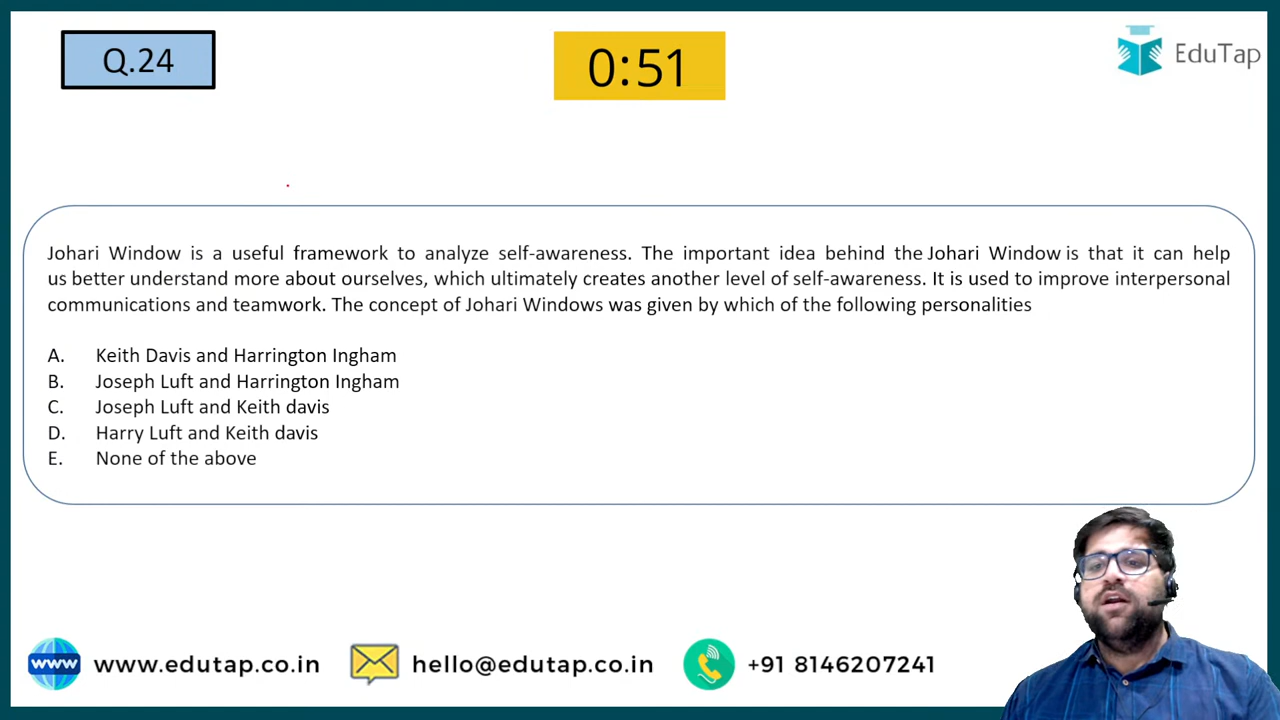 Q.24
0:51
EduTap
Johari Window is a useful framework to analyze self-awareness. The important idea behind the Johari Window is that it can help
us better understand more about ourselves, which ultimately creates another level of self-awareness. It is used to improve interpersonal
communications and teamwork. The concept of Johari Windows was given by which of the following personalities
A. Keith Davis and Harrington Ingham
B. Joseph Luft and Harrington Ingham
C. Joseph Luft and Keith davis
D. Harry Luft and Keith davis
E. None of the above
www www.edutap.co.in hello@edutap.co.in +91 8146207241